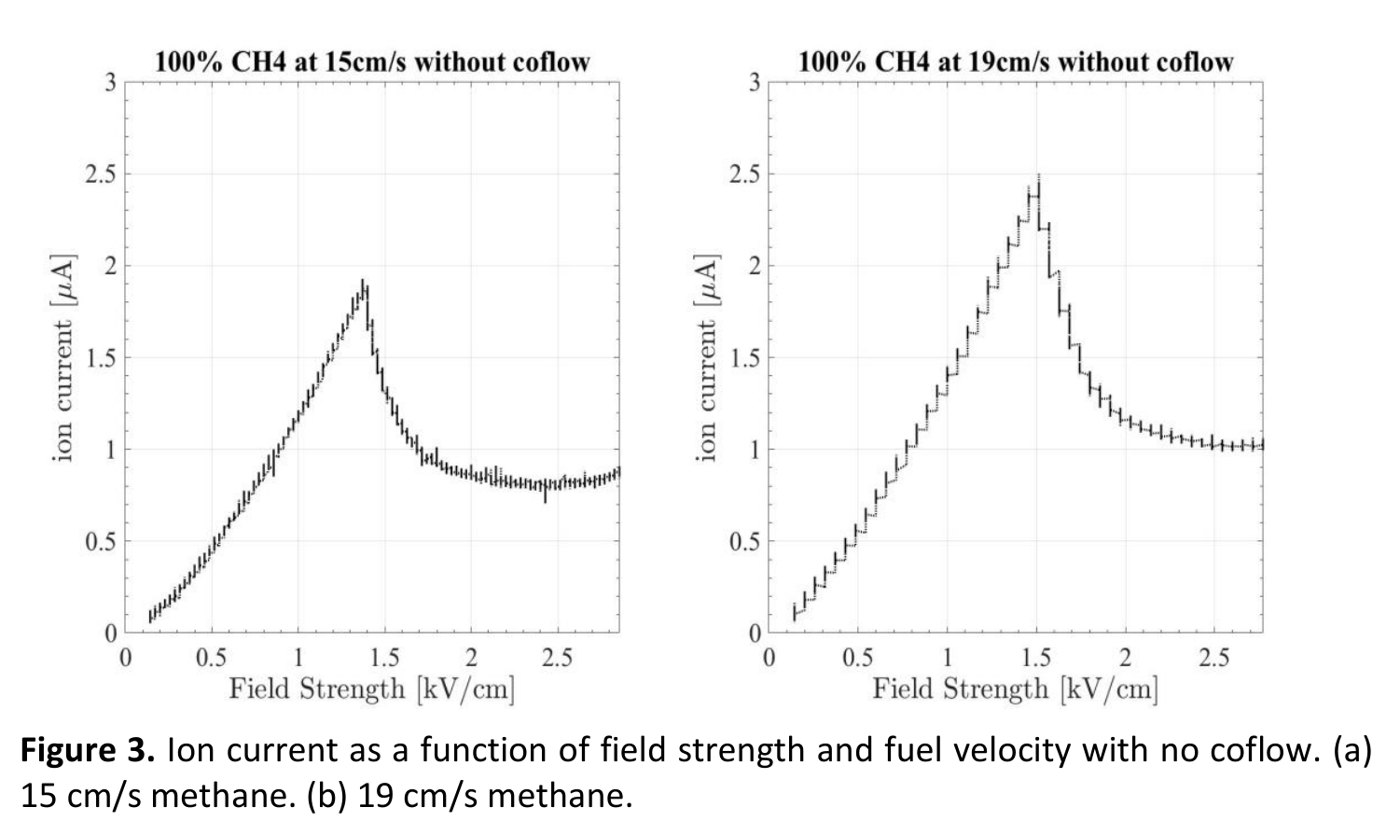 100% CH4 at 15cm/s without coflow
3
2.5
2
1.5
1
0.5
0
ion current [μA]
0 0.5 1 1.5 2 2.5
Field Strength [kV/cm]
100% CH4 at 19cm/s without coflow
3
2.5
2
1.5
1
0.5
0
ion current [μA]
0 0.5 1 1.5 2 2.5
Field Strength [kV/cm]
Figure 3. Ion current as a function of field strength and fuel velocity with no coflow. (a)
15 cm/s methane. (b) 19 cm/s methane.